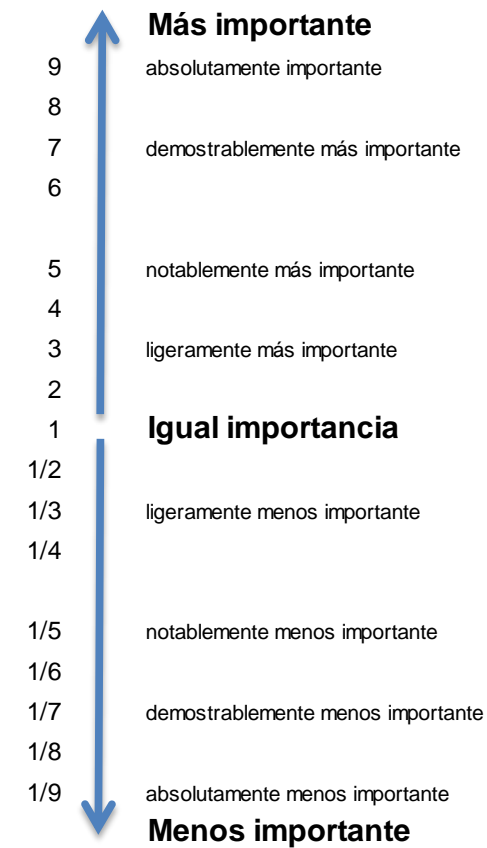 Más importante
9 absolutamente importante
8
7 demostrablemente más importante
6
5 notablemente más importante
4
3 ligeramente más importante
2
1 Igual importancia
1/2
1/3 ligeramente menos importante
1/4
1/5 notablemente menos importante
1/6
1/7 demostrablemente menos importante
1/8
1/9 absolutamente menos importante
Menos importante